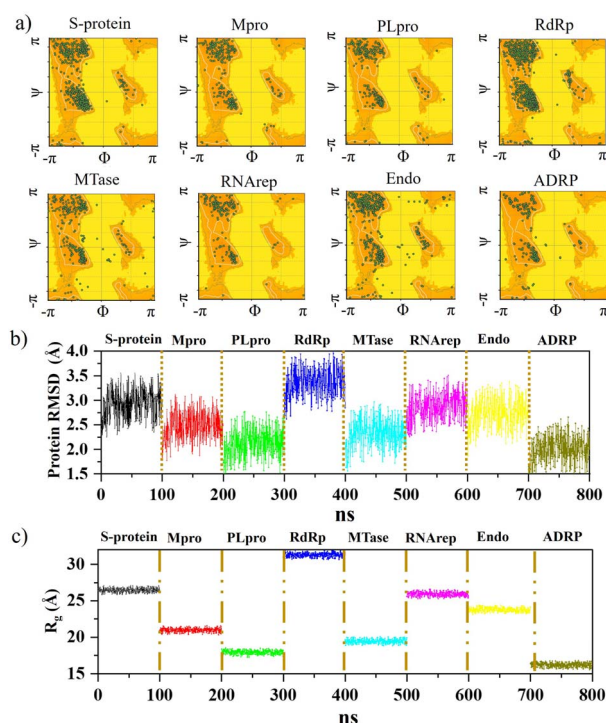 a)
S-protein Mpro PLpro RdRp
π π π π
ψ ψ ψ ψ
-π -π -π -π
Φ π Φ π Φ π Φ π
MTase RNArep Endo ADRP
π π π π
ψ ψ ψ ψ
-π -π -π -π
Φ π Φ π Φ π Φ π
b)
S-protein Mpro PLpro RdRp MTase RNArep Endo ADRP
Protein RMSD (Å)
4.0
3.5
3.0
2.5
2.0
1.5
0 100 200 300 400 500 600 700 800
ns
c)
S-protein Mpro PLpro RdRp MTase RNArep Endo ADRP
Rg (Å)
30
25
20
15
0 100 200 300 400 500 600 700 800
ns